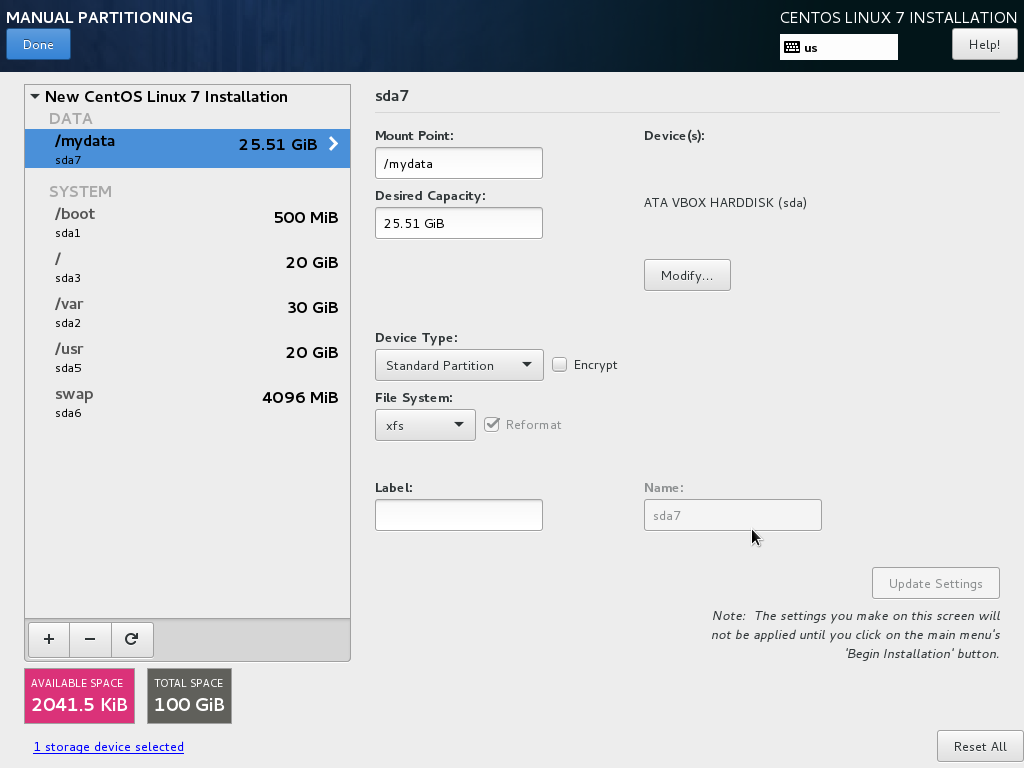 MANUAL PARTITIONING
CENTOS LINUX 7 INSTALLATION
Done
us
Help!
New CentOS Linux 7 Installation
DATA
/mydata 25.51 GiB
sda7
SYSTEM
/boot 500 MiB
sda1
/ 20 GiB
sda3
/var 30 GiB
sda2
/usr 20 GiB
sda5
swap 4096 MiB
sda6
+ −
AVAILABLE SPACE
2041.5 KiB
TOTAL SPACE
100 GiB
1 storage device selected
sda7
Mount Point:
/mydata
Desired Capacity:
25.51 GiB
Device(s):
ATA VBOX HARDDISK (sda)
Modify...
Device Type:
Standard Partition Encrypt
File System:
xfs Reformat
Label:
Name:
sda7
Update Settings
Note: The settings you make on this screen will
not be applied until you click on the main menu's
'Begin Installation' button.
Reset All